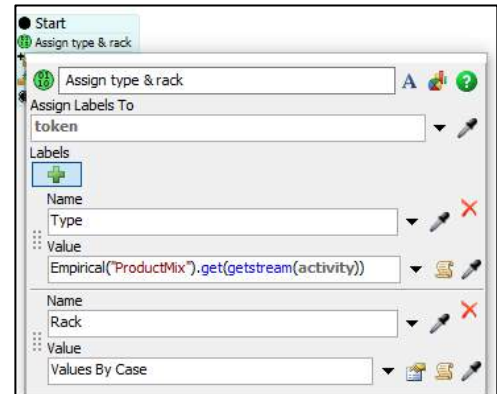 Start
Assign type & rack
Assign type & rack
Assign Labels To
token
Labels
Name
Type
Value
Empirical("ProductMix").get(getstream(activity))
Name
Rack
Value
Values By Case